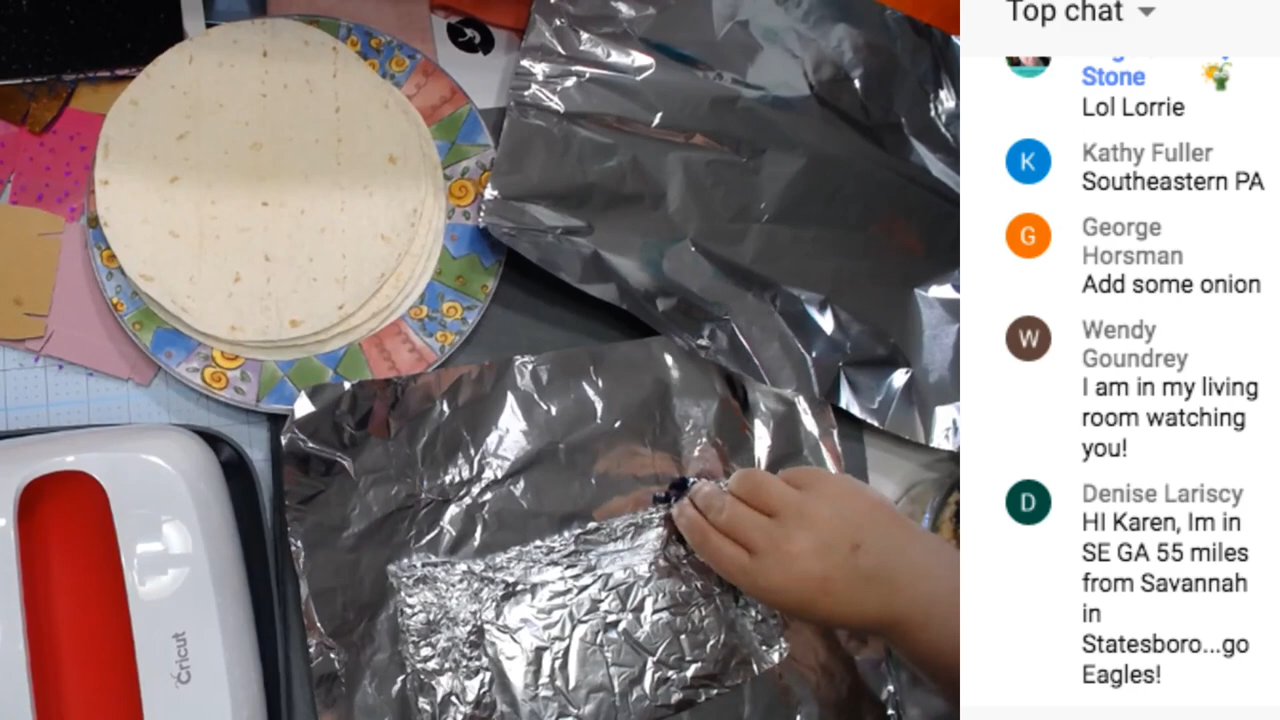 Top chat
Stone
Lol Lorrie
K
Kathy Fuller
Southeastern PA
G
George
Horsman
Add some onion
W
Wendy
Goundrey
I am in my living
room watching
you!
D
Denise Lariscy
HI Karen, Im in
SE GA 55 miles
from Savannah
in
Statesboro...go
Eagles!
Cricut